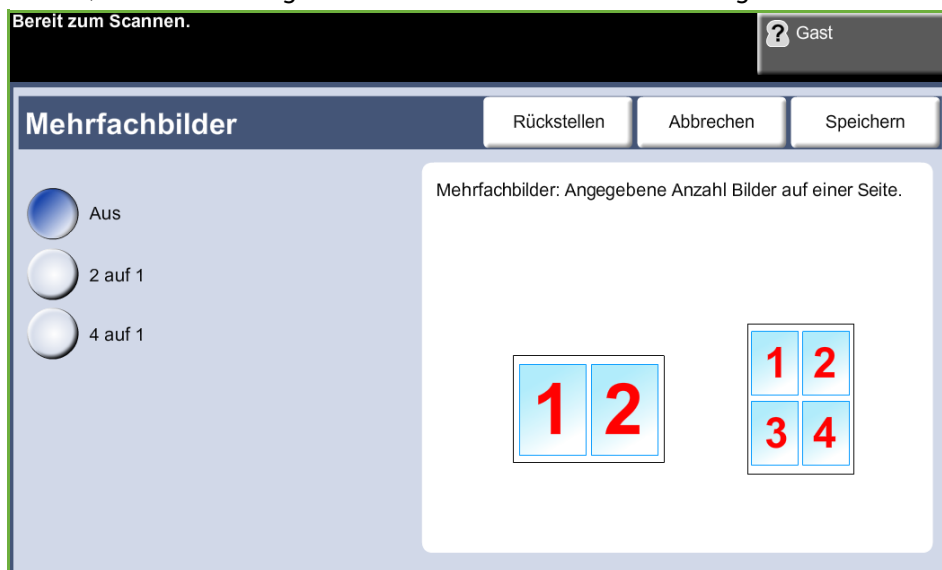 Bereit zum Scannen.
? Gast
Mehrfachbilder
Rückstellen
Abbrechen
Speichern
Aus
2 auf 1
4 auf 1
Mehrfachbilder: Angegebene Anzahl Bilder auf einer Seite.
1 2
1 2
3 4